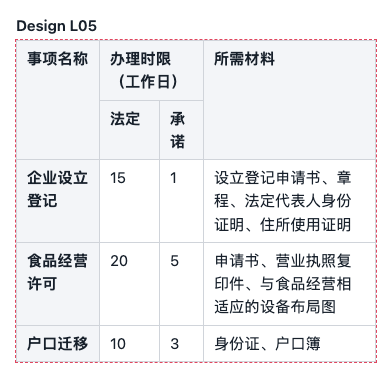 Design L05
事项名称
办理时限
（工作日）
所需材料
法定
承
诺
企业设立
登记
15
1
设立登记申请书、章
程、法定代表人身份
证明、住所使用证明
食品经营
许可
20
5
申请书、营业执照复
印件、与食品经营相
适应的设备布局图
户口迁移
10
3
身份证、户口簿